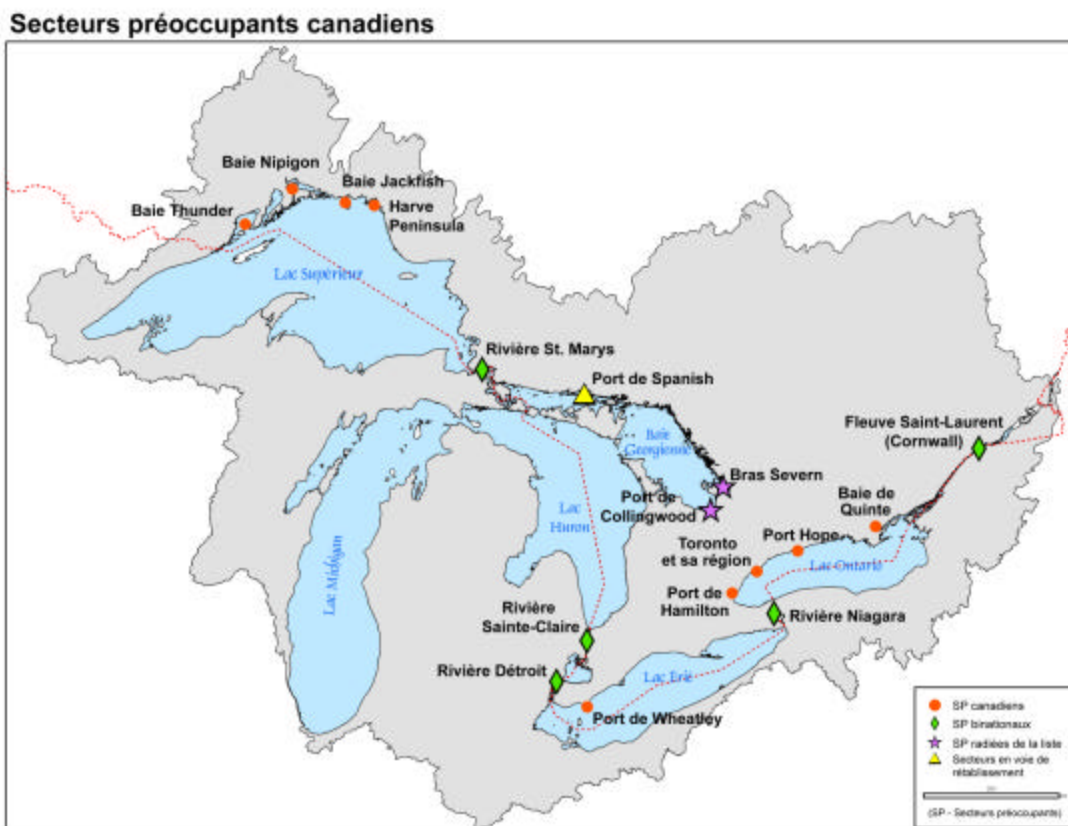 Secteurs préoccupants canadiens
Baie Nipigon
Baie Jackfish
Baie Thunder
Harve
Peninsula
Lac Supérieur
Rivière St. Marys
Port de Spanish
Fleuve Saint-Laurent
(Cornwall)
Baie
Georgienne
Bras Severn
Port de
Collingwood
Baie de
Quinte
Lac
Huron
Port Hope
Toronto
et sa région
Lac Ontario
Lac Michigan
Port de
Hamilton
Rivière
Sainte-Claire
Rivière Niagara
Rivière Détroit
Lac Érié
Port de Wheatley
SP canadiens
SP binationaux
SP radiées de la liste
Secteurs en voie de
rétablissement
(SP - Secteurs préoccupants)